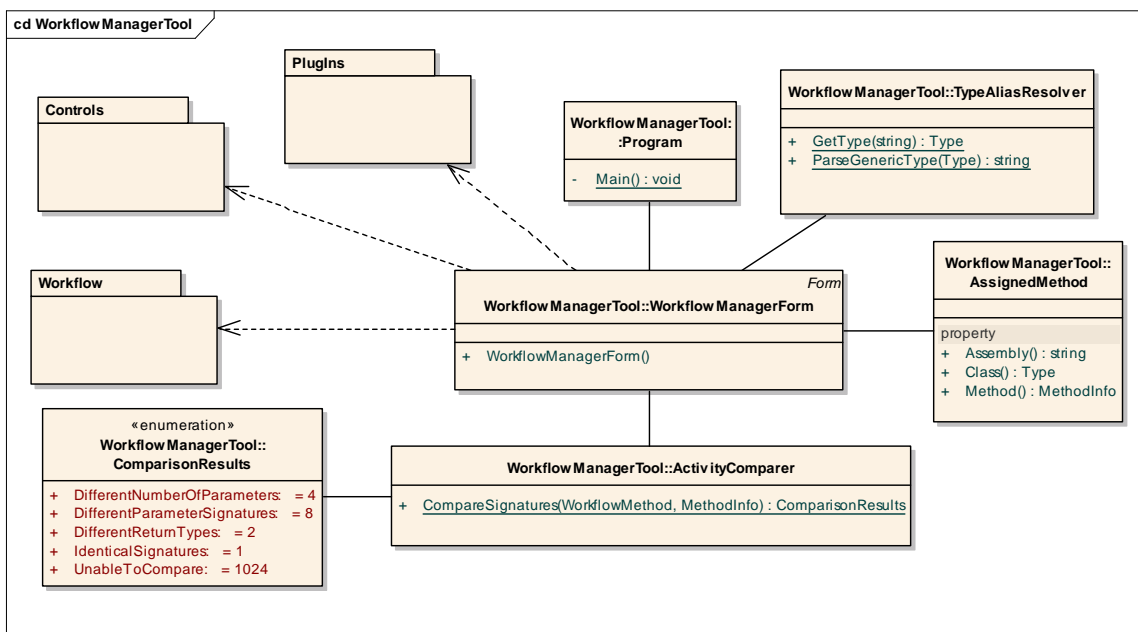 cd WorkflowManagerTool
PlugIns
Controls
WorkflowManagerTool:
:Program
- Main() : void
WorkflowManagerTool::TypeAliasResolver
+ GetType(string) : Type
+ ParseGenericType(Type) : string
Workflow
Form
WorkflowManagerTool::WorkflowManagerForm
+ WorkflowManagerForm()
WorkflowManagerTool::
AssignedMethod
property
+ Assembly() : string
+ Class() : Type
+ Method() : MethodInfo
«enumeration»
WorkflowManagerTool::
ComparisonResults
+ DifferentNumberOfParameters: = 4
+ DifferentParameterSignatures: = 8
+ DifferentReturnTypes: = 2
+ IdenticalSignatures: = 1
+ UnableToCompare: = 1024
WorkflowManagerTool::ActivityComparer
+ CompareSignatures(WorkflowMethod, MethodInfo) : ComparisonResults